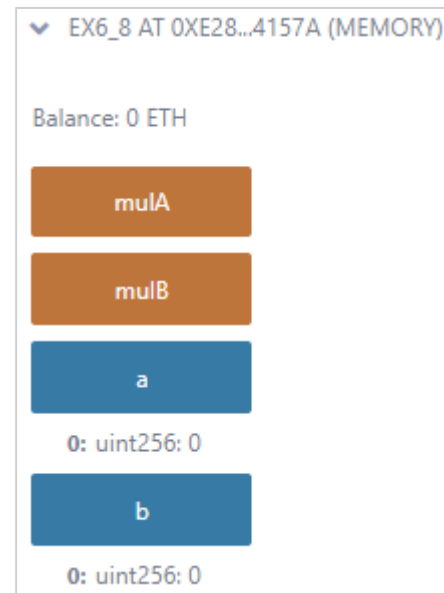 EX6_8 AT 0XE28...4157A (MEMORY)
Balance: 0 ETH
mulA
mulB
a
0: uint256: 0
b
0: uint256: 0